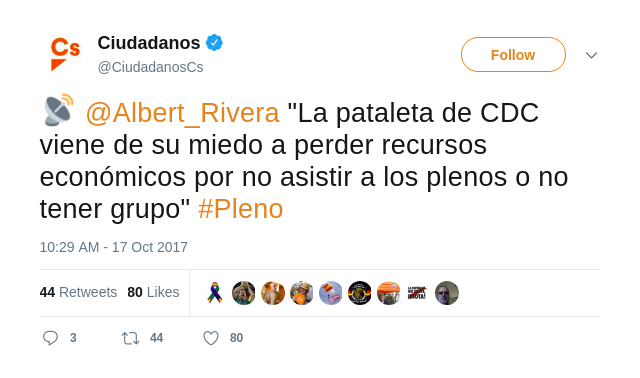 Cs
Ciudadanos
@CiudadanosCs
Follow
@Albert_Rivera "La pataleta de CDC
viene de su miedo a perder recursos
económicos por no asistir a los plenos o no
tener grupo" #Pleno
10:29 AM - 17 Oct 2017
44 Retweets 80 Likes
3 44 80